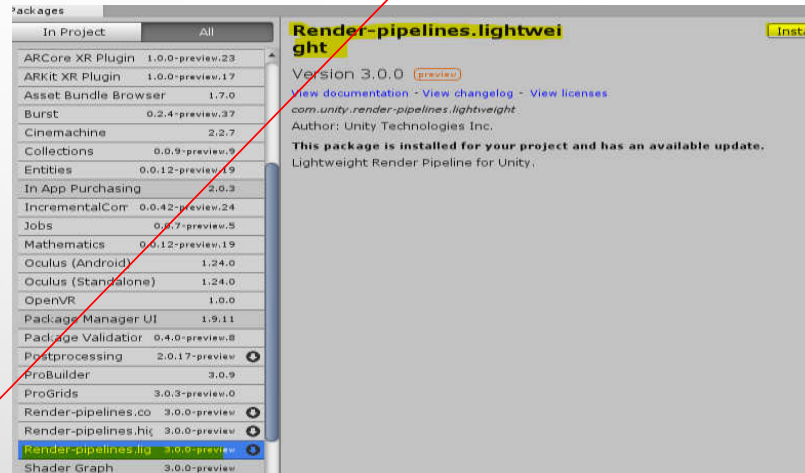 Packages
In Project
All
ARCore XR Plugin 1.0.0-preview.23
ARKit XR Plugin 1.0.0-preview.17
Asset Bundle Browser 1.7.0
Burst 0.2.4-preview.37
Cinemachine 2.2.7
Collections 0.0.9-preview.9
Entities 0.0.12-preview.19
In App Purchasing 2.0.3
IncrementalCom 0.0.42-preview.24
Jobs 0.0.7-preview.5
Mathematics 0.0.12-preview.19
Oculus (Android) 1.24.0
Oculus (Standalone) 1.24.0
OpenVR 1.0.0
Package Manager UI 1.9.11
Package Validation 0.4.0-preview.8
Postprocessing 2.0.17-preview
ProBuilder 3.0.9
ProGrids 3.0.3-preview.0
Render-pipelines.co 3.0.0-preview
Render-pipelines.hig 3.0.0-preview
Render-pipelines.lig 3.0.0-preview
Shader Graph 3.0.0-preview
Render-pipelines.lightwei
ght
Insta
Version 3.0.0 preview
View documentation - View changelog - View licenses
com.unity.render-pipelines.lightweight
Author: Unity Technologies Inc.
This package is installed for your project and has an available update.
Lightweight Render Pipeline for Unity.